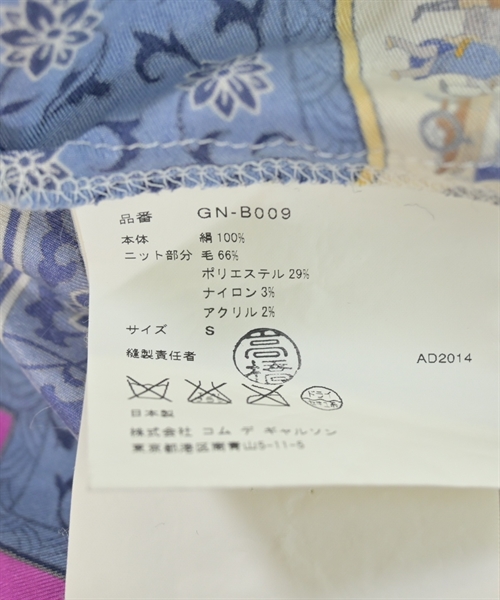 品番 GN-B009
本体 絹 100%
ニット部分 毛 66%
ポリエステル 29%
ナイロン 3%
アクリル 2%
サイズ S
縫製責任者
AD2014
ドライ
日本製
株式会社 コム デ ギャルソン
東京都港区南青山5-11-5